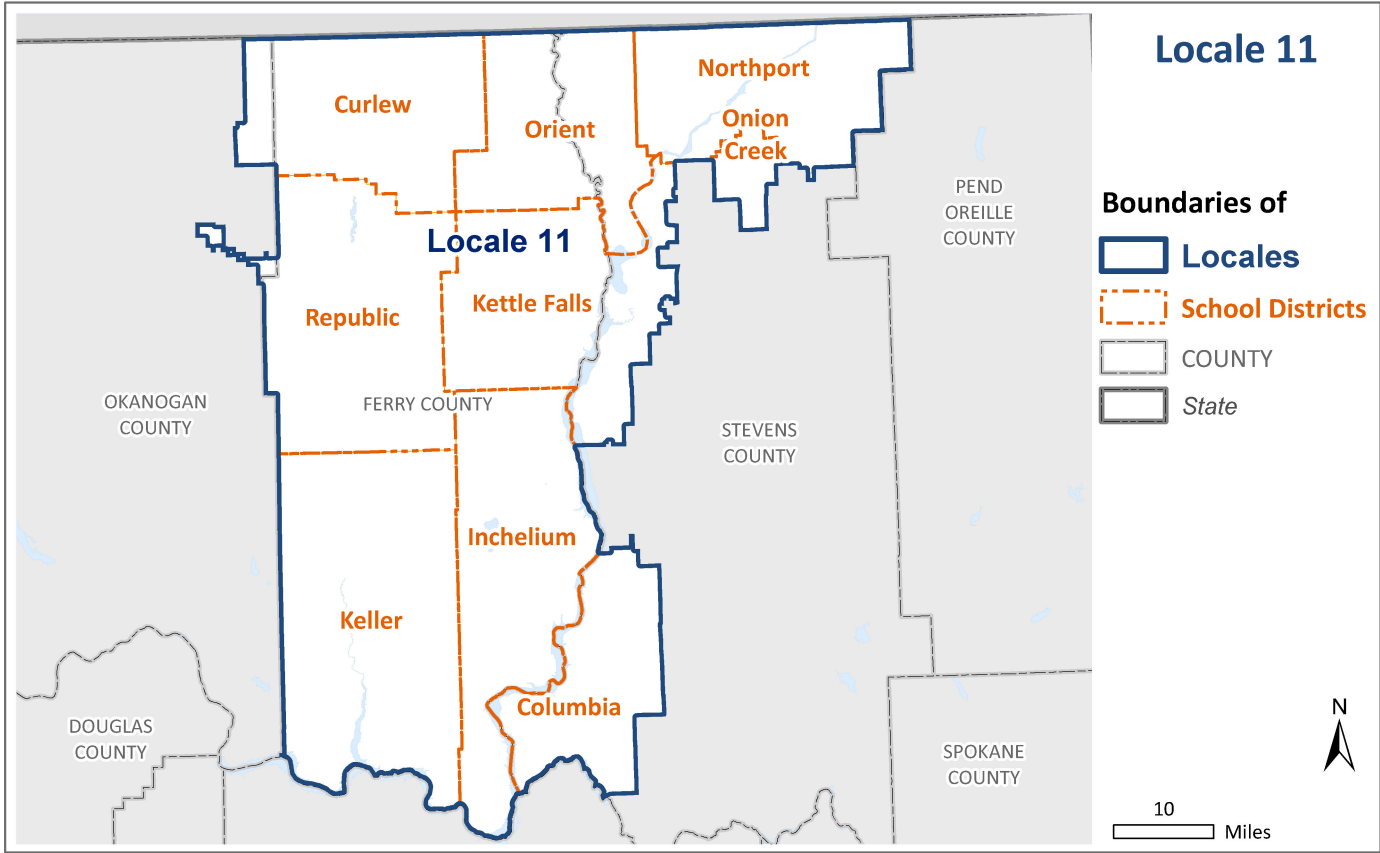 Locale 11
Northport
Curlew
Onion
Creek
Orient
PEND
OREILLE
COUNTY
Boundaries of
Locale 11
Locales
Republic
Kettle Falls
School Districts
COUNTY
State
OKANOGAN
COUNTY
FERRY COUNTY
STEVENS
COUNTY
Inchelium
Keller
Columbia
DOUGLAS
COUNTY
SPOKANE
COUNTY
N
10
Miles